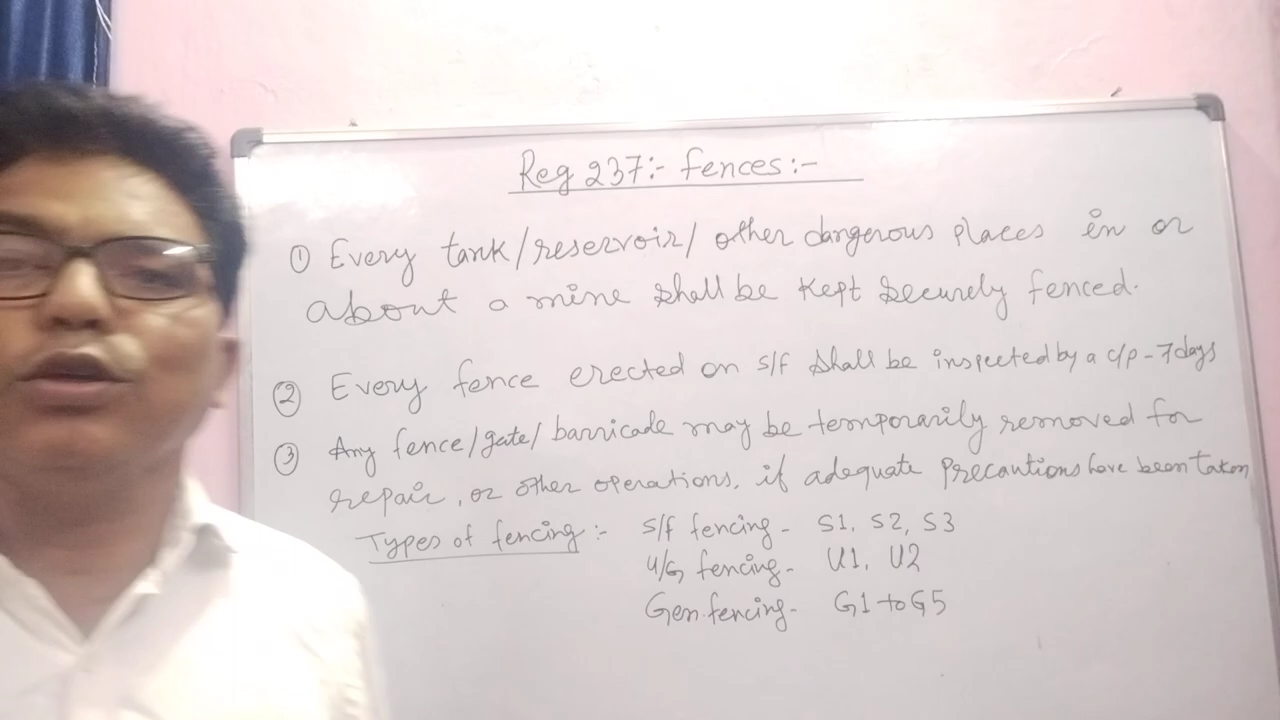 Reg 237:- Fences:-
① Every tank/reservoir/ other dangerous places in or
about a mine shall be kept securely fenced.
② Every fence erected on s/f shall be inspected by a c/p - 7 days
③ Any fence/gate/ barricade may be temporarily removed for
repair, or other operations, if adequate precautions have been taken,
Types of fencing :- s/f fencing - S1, S2, S3
U/G fencing - U1, U2
Gen. fencing - G1 to G5